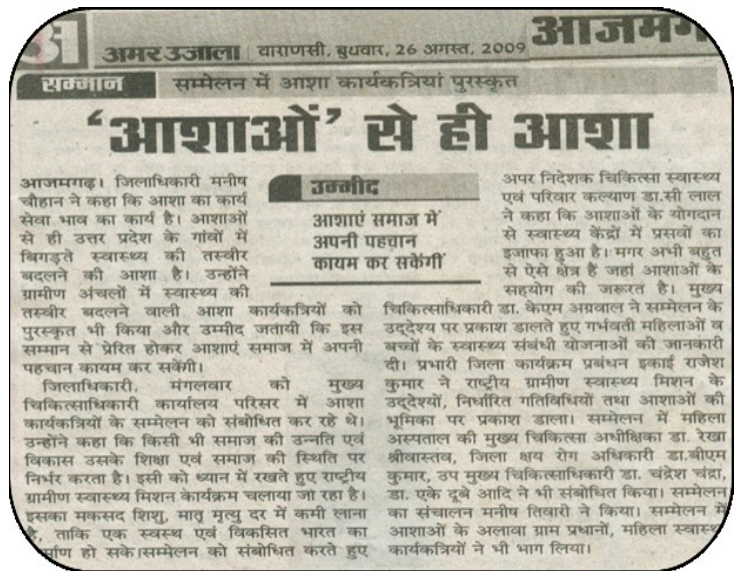 अमर उजाला | वाराणसी, बुधवार, 26 अगस्त, 2009
सम्मान
सम्मेलन में आशा कार्यकत्रियां पुरस्कृत
‘आशाओं’ से ही आशा
आजमगढ़। जिलाधिकारी मनीष
चौहान ने कहा कि आशा का कार्य
सेवा भाव का कार्य है। आशाओं
से ही उत्तर प्रदेश के गांवों में
बिगड़ते स्वास्थ्य की तस्वीर
बदलने की आशा है। उन्होंने
ग्रामीण अंचलों में स्वास्थ्य की
तस्वीर बदलने वाली आशा कार्यकत्रियों को
पुरस्कृत भी किया और उम्मीद जतायी कि इस
सम्मान से प्रेरित होकर आशाएं समाज में अपनी
पहचान कायम कर सकेंगी।
जिलाधिकारी, मंगलवार को मुख्य
चिकित्साधिकारी कार्यालय परिसर में आशा
कार्यकत्रियों के सम्मेलन को संबोधित कर रहे थे।
उन्होंने कहा कि किसी भी समाज की उन्नति एवं
विकास उसके शिक्षा एवं समाज की स्थिति पर
निर्भर करता है। इसी को ध्यान में रखते हुए राष्ट्रीय
ग्रामीण स्वास्थ्य मिशन कार्यक्रम चलाया जा रहा है।
इसका मकसद शिशु, मातृ मृत्यु दर में कमी लाना
है, ताकि एक स्वस्थ एवं विकसित भारत का
हो सके।सम्मेलन को संबोधित करते हुए
उम्मीद
आशाएं समाज में
अपनी पहचान
कायम कर सकेंगीं
अपर निदेशक चिकित्सा स्वास्थ्य
एवं परिवार कल्याण डा.सी लाल
ने कहा कि आशाओं के योगदान
से स्वास्थ्य केंद्रों में प्रसवों का
इजाफा हुआ है। मगर अभी बहुत
से ऐसे क्षेत्र हैं जहां आशाओं के
सहयोग की जरूरत है। मुख्य
चिकित्साधिकारी डा. केएम अग्रवाल ने सम्मेलन के
उद्देश्य पर प्रकाश डालते हुए गर्भवती महिलाओं व
बच्चों के स्वास्थ्य संबंधी योजनाओं की जानकारी
दी। प्रभारी जिला कार्यक्रम प्रबंधन इकाई राजेश
कुमार ने राष्ट्रीय ग्रामीण स्वास्थ्य मिशन के
उद्देश्यों, निर्धारित गतिविधियों तथा आशाओं की
भूमिका पर प्रकाश डाला। सम्मेलन में महिला
अस्पताल की मुख्य चिकित्सा अधीक्षिका डा. रेखा
श्रीवास्तव, जिला क्षय रोग अधिकारी डा.बीएम
कुमार, उप मुख्य चिकित्साधिकारी डा. चंद्रेश चंद्रा,
डा. एके दूबे आदि ने भी संबोधित किया। सम्मेलन
का संचालन मनीष तिवारी ने किया। सम्मेलन में
आशाओं के अलावा ग्राम प्रधानों, महिला स्वास्थ्य
कार्यकत्रियों ने भी भाग लिया।